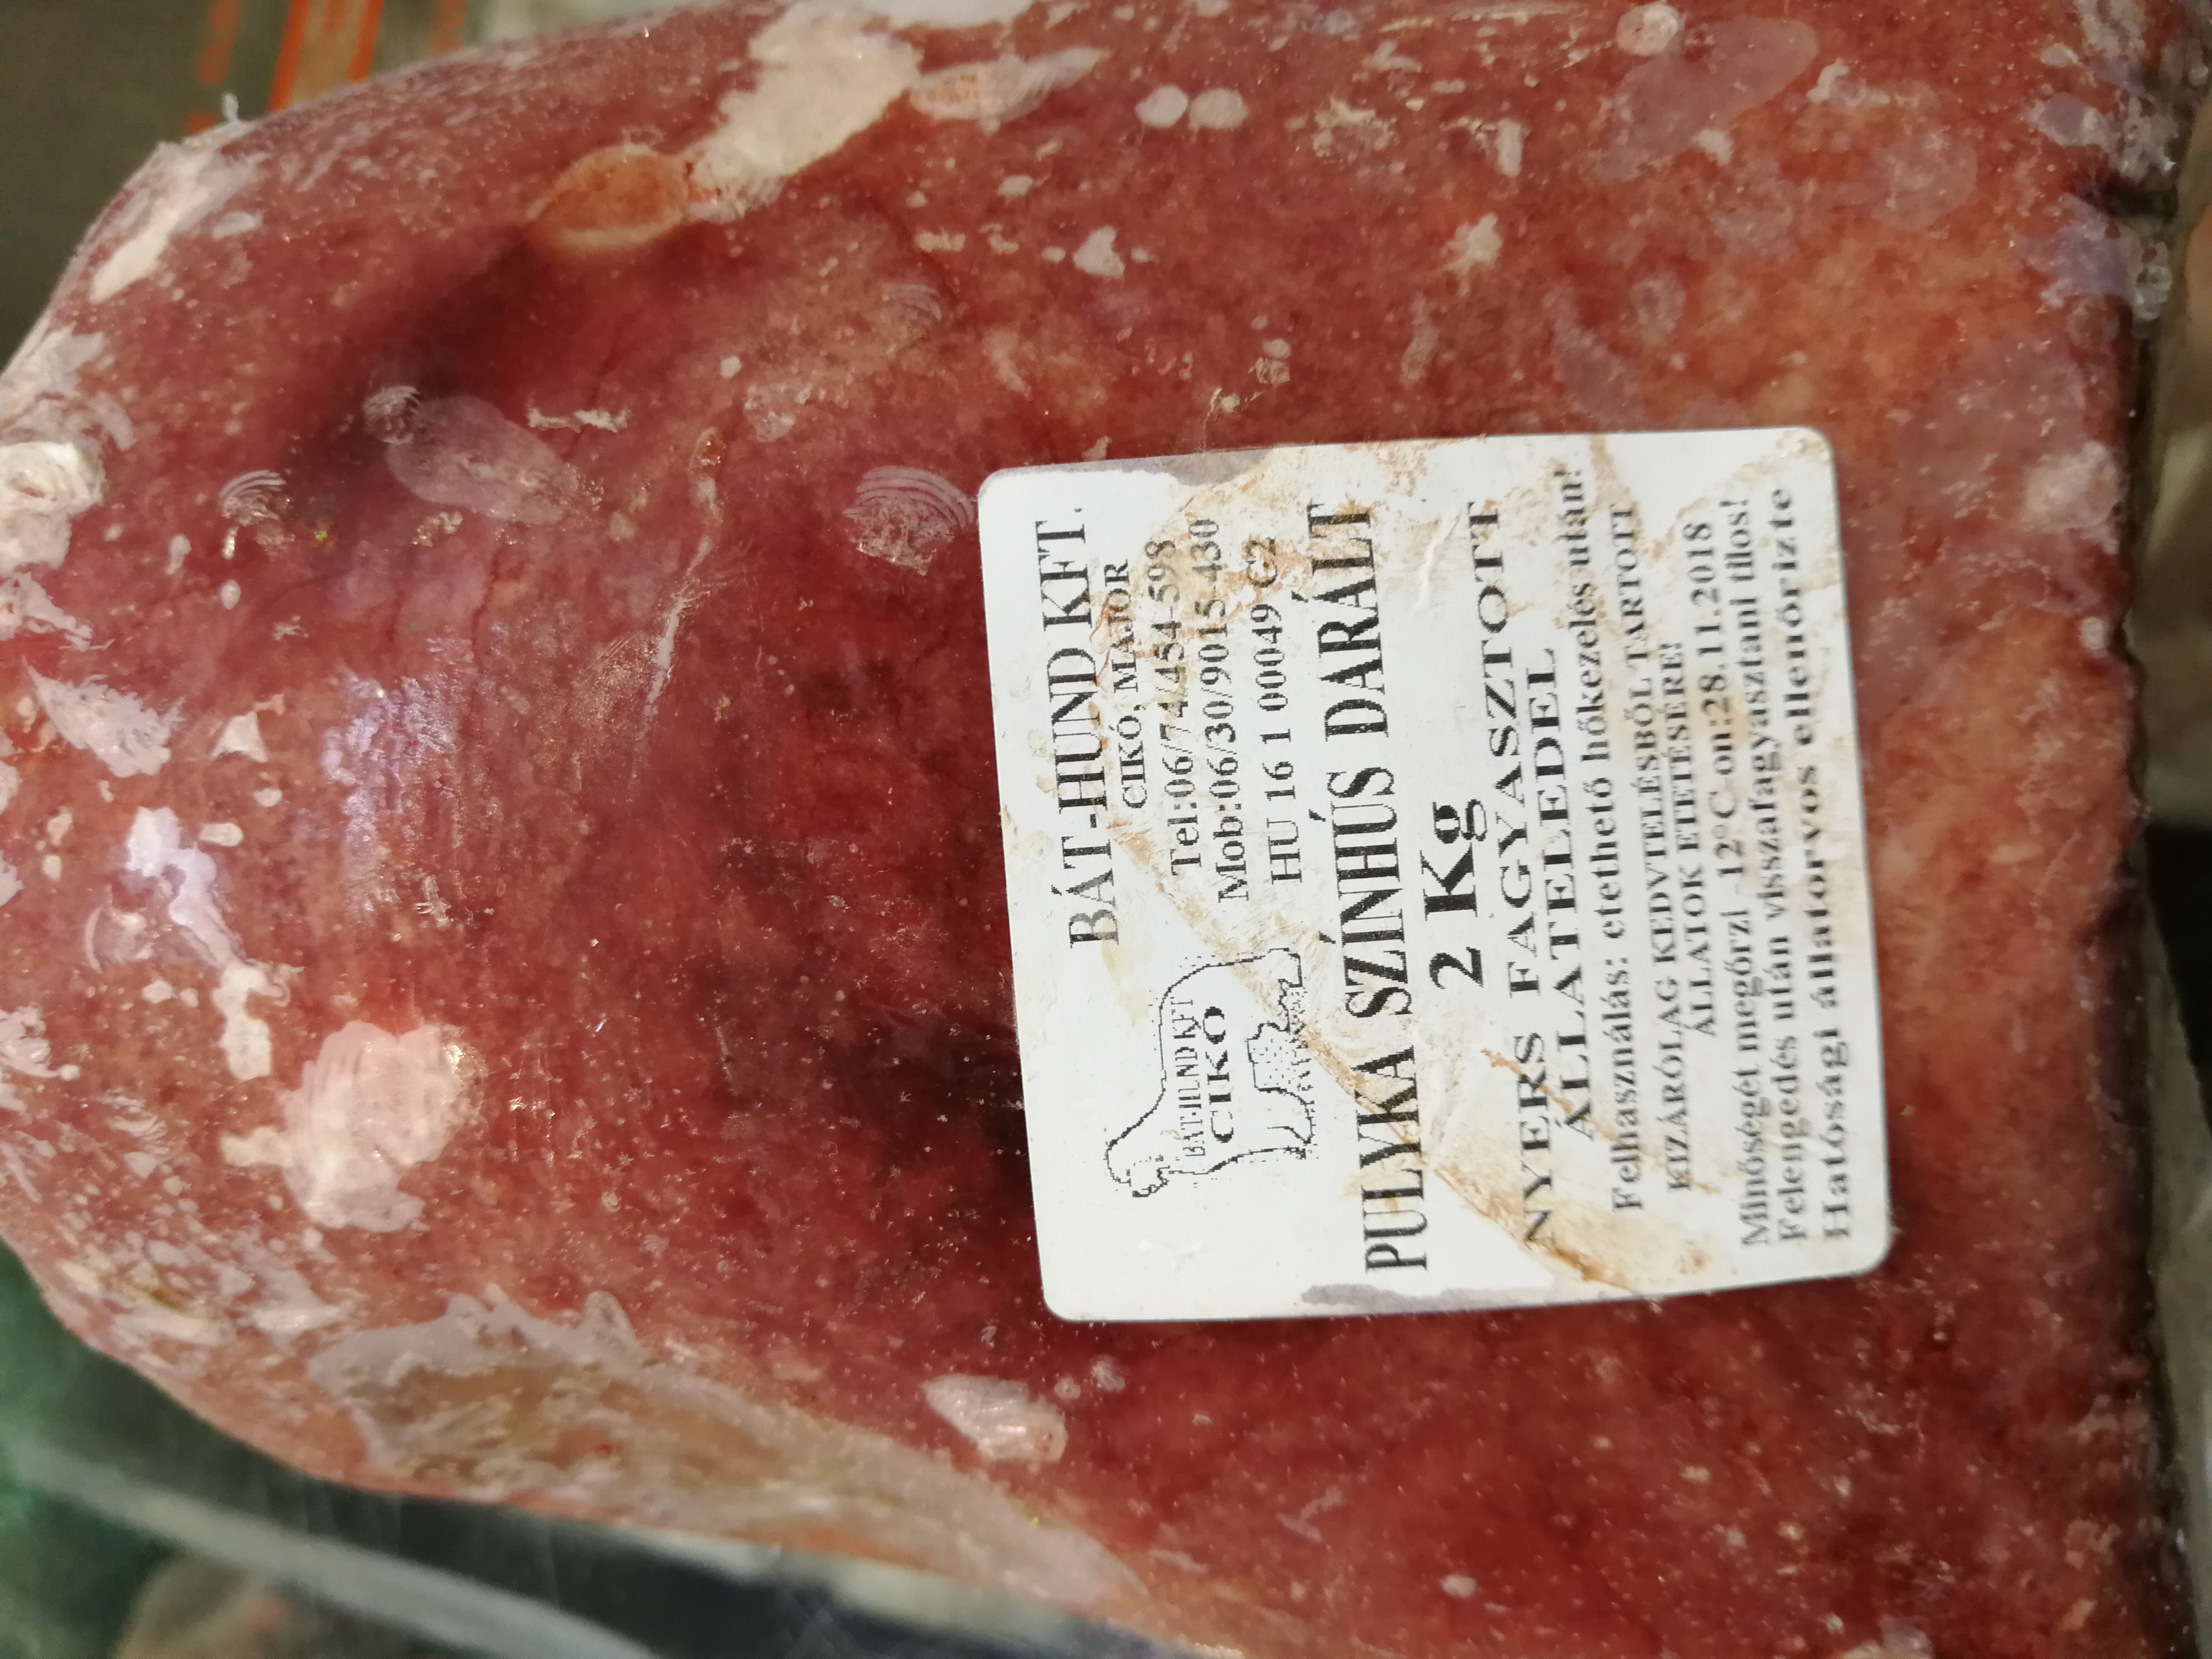 BÁT-HUND KFT.
CIKÓ, MAJOR
Tel:06/74/454-598
Mob:06/30/9015-430
HU 16 1 00049 C2
BÁT-HUND KFT
CIKÓ
PULYKA SZÍNHÚS DARÁLT
2 Kg
NYERS FAGYASZTOTT
ÁLLATELEDEL
Felhasználás: etethető hőkezelés után!
KIZÁRÓLAG KEDVTELÉSBŐL TARTOTT
ÁLLATOK ETETÉSÉRE!
Minőségét megőrzi -12°C-on:28.11.2018
Felengedés után visszafagyasztani tilos!
Hatósági állatorvos ellenőrizte